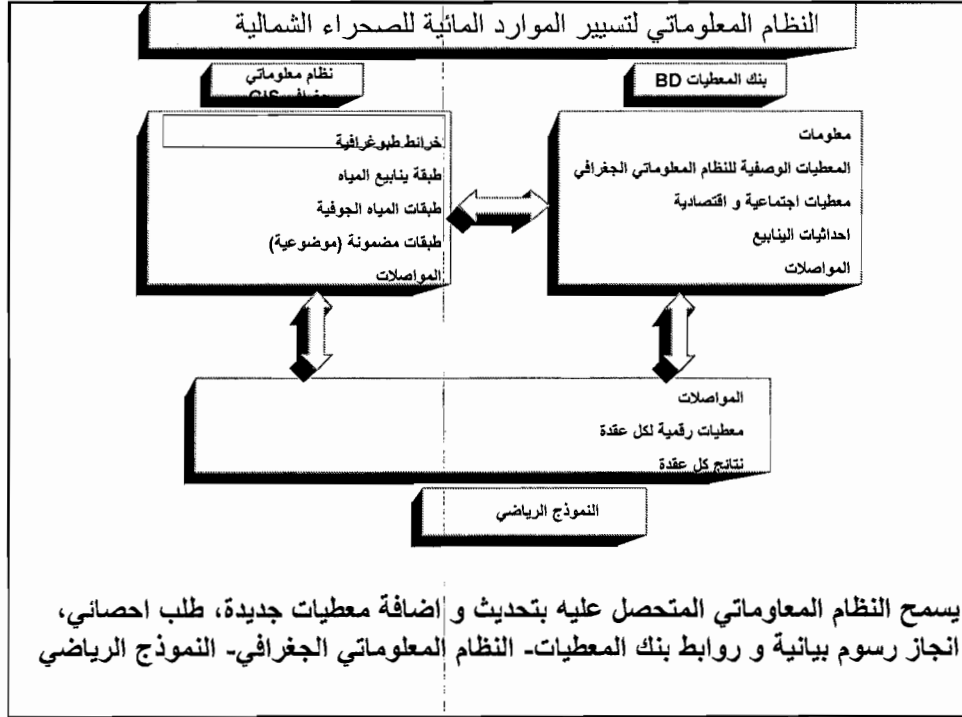 النظام المعلوماتي لتسيير الموارد المائية للصحراء الشمالية
بنك المعطيات BD
معلومات
المعطيات الوصفية للنظام المعلوماتي الجغرافي
معطيات اجتماعية و اقتصادية
احداثيات الينابيع
المواصلات
نظام معلوماتي
جغرافي GIS
خرائط طبوغرافية
طبقة ينابيع المياه
طبقات المياه الجوفية
طبقات مضمونة (موضوعية)
المواصلات
المواصلات
معطيات رقمية لكل عقدة
نتائج كل عقدة
النموذج الرياضي
يسمح النظام المعاوماتي المتحصل عليه بتحديث و اضافة معطيات جديدة، طلب احصائي،
انجاز رسوم بيانية و روابط بنك المعطيات- النظام المعلوماتي الجغرافي- النموذج الرياضي